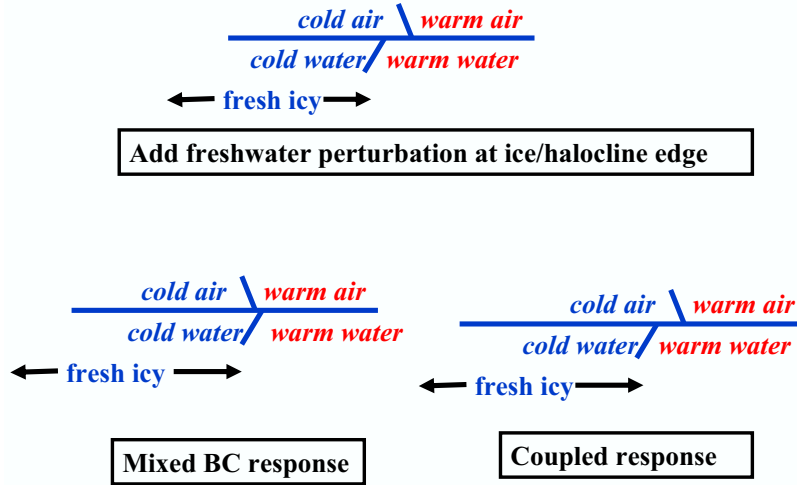 cold air warm air
cold water warm water
fresh icy
Add freshwater perturbation at ice/halocline edge
cold air warm air
cold water warm water
fresh icy
Mixed BC response
cold air warm air
cold water warm water
fresh icy
Coupled response